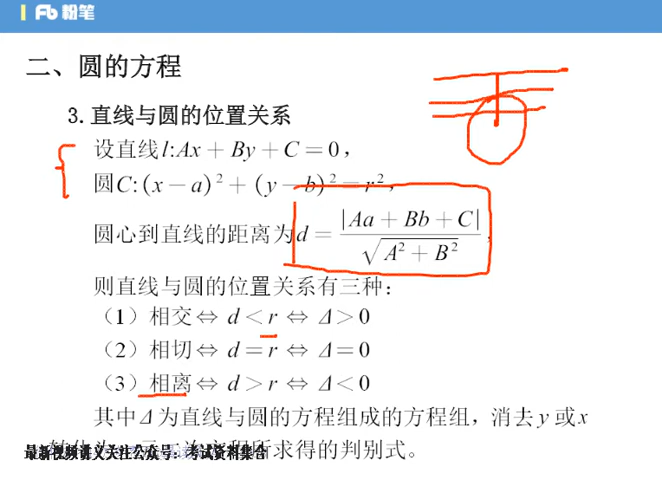 粉笔
二、圆的方程
3.直线与圆的位置关系
设直线l:Ax+By+C=0,
圆C:(x-a)²+(y-b)²=r²,
圆心到直线的距离为d=|Aa+Bb+C|/√(A²+B²),
则直线与圆的位置关系有三种:
(1)相交⇔d<r⇔Δ>0
(2)相切⇔d=r⇔Δ=0
(3)相离⇔d>r⇔Δ<0
其中Δ为直线与圆的方程组成的方程组,消去y或x
所求得的判别式。
最新视频讲义关注公众号:考试资料集合